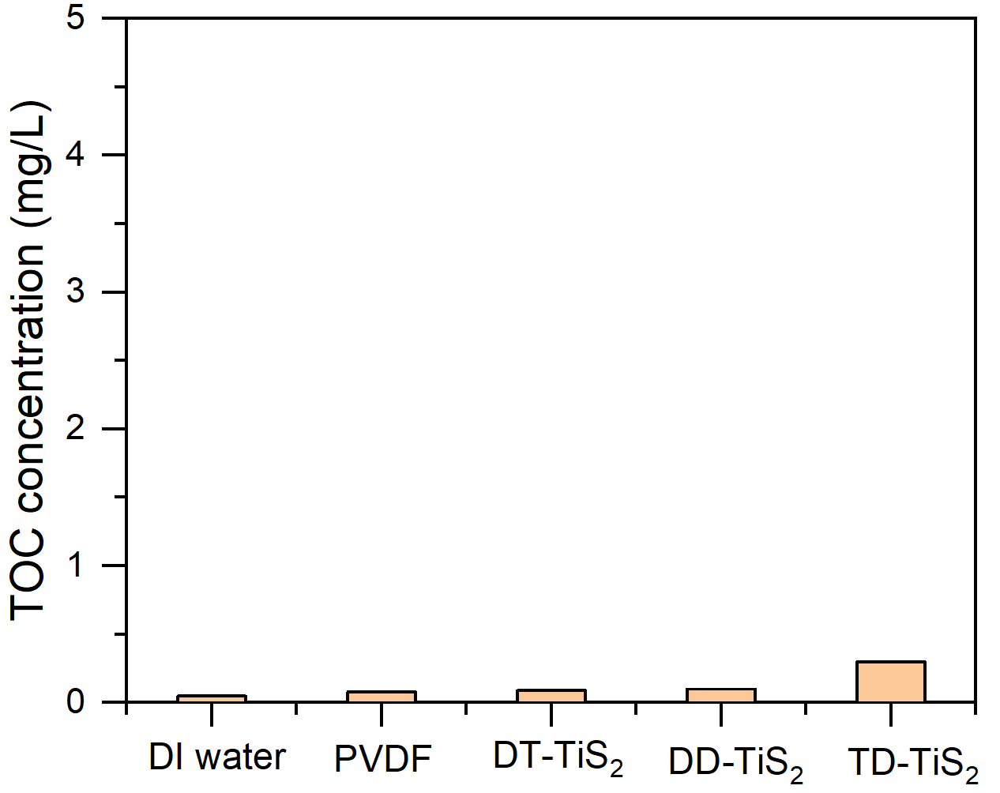 TOC concentration (mg/L)
5
4
3
2
1
0
DI water
PVDF
DT-TiS₂
DD-TiS₂
TD-TiS₂